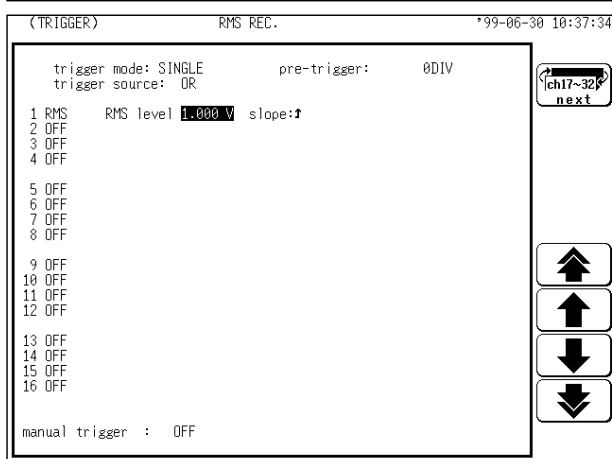 (TRIGGER) RMS REC. '99-06-30 10:37:34
trigger mode: SINGLE pre-trigger: 0DIV
trigger source: OR
ch17~32
next
1 RMS RMS level 1.000 V slope:↑
2 OFF
3 OFF
4 OFF
5 OFF
6 OFF
7 OFF
8 OFF
9 OFF
10 OFF
11 OFF
12 OFF
13 OFF
14 OFF
15 OFF
16 OFF
manual trigger : OFF